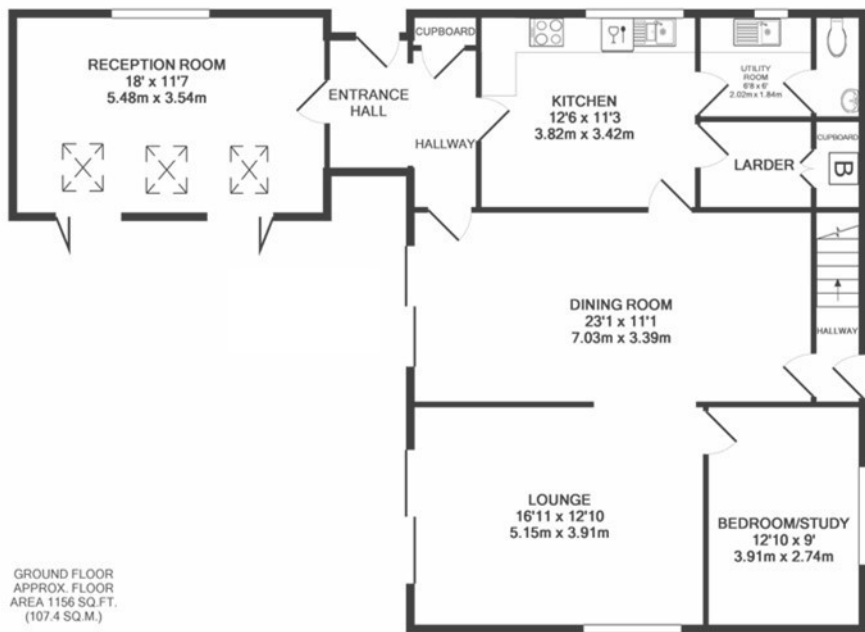 RECEPTION ROOM
18' x 11'7
5.48m x 3.54m
ENTRANCE
HALL
CUPBOARD
HALLWAY
KITCHEN
12'6 x 11'3
3.82m x 3.42m
UTILITY
ROOM
6'8 x 6'
2.02m x 1.84m
LARDER
CUPBOARD
B
DINING ROOM
23'1 x 11'1
7.03m x 3.39m
HALLWAY
LOUNGE
16'11 x 12'10
5.15m x 3.91m
BEDROOM/STUDY
12'10 x 9'
3.91m x 2.74m
GROUND FLOOR
APPROX. FLOOR
AREA 1156 SQ.FT.
(107.4 SQ.M.)